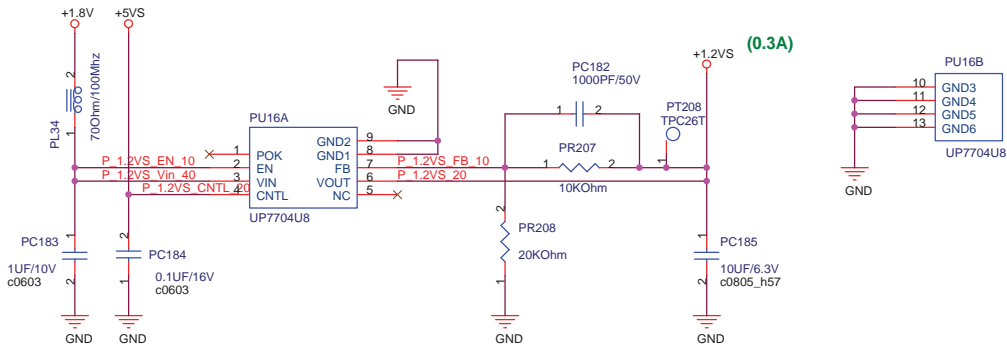 +1.8V
+5VS
2
70Ohm/100Mhz
PL34
1
P_1.2VS_EN_10
P_1.2VS_Vin_40
P_1.2VS_CNTL_20
PC183
1
2
1UF/10V
c0603
GND
2
1
PC184
0.1UF/16V
c0603
GND
PU16A
1
2
3
4
POK
EN
VIN
CNTL
GND2
GND1
FB
VOUT
NC
9
8
7
6
5
UP7704U8
GND
P_1.2VS_FB_10
P_1.2VS_20
PC182
1000PF/50V
1
2
PR207
1
2
10KOhm
PT208
TPC26T
1
2
PR208
20KOhm
1
GND
+1.2VS
(0.3A)
1
PC185
10UF/6.3V
c0805_h57
2
GND
PU16B
10
11
12
13
GND3
GND4
GND5
GND6
UP7704U8
GND